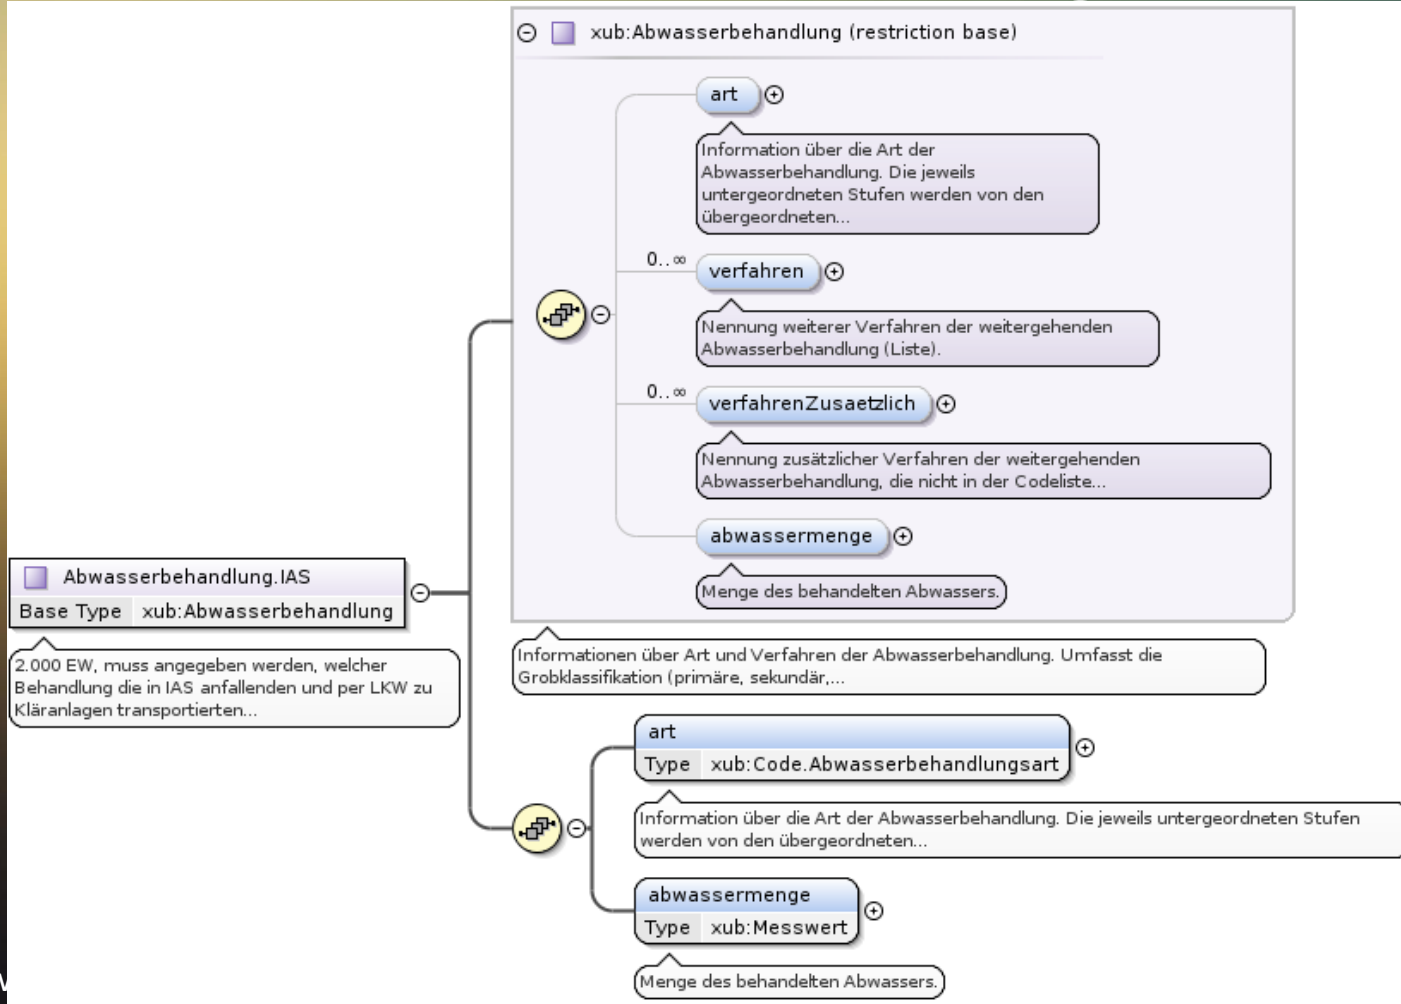 xub:Abwasserbehandlung (restriction base)
art
Information über die Art der
Abwasserbehandlung. Die jeweils
untergeordneten Stufen werden von den
übergeordneten...
0..∞
verfahren
Nennung weiterer Verfahren der weitergehenden
Abwasserbehandlung (Liste).
0..∞
verfahrenZusaetzlich
Nennung zusätzlicher Verfahren der weitergehenden
Abwasserbehandlung, die nicht in der Codeliste...
abwassermenge
Menge des behandelten Abwassers.
Abwasserbehandlung.IAS
Base Type xub:Abwasserbehandlung
2.000 EW, muss angegeben werden, welcher
Behandlung die in IAS anfallenden und per LKW zu
Kläranlagen transportierten...
Informationen über Art und Verfahren der Abwasserbehandlung. Umfasst die
Grobklassifikation (primäre, sekundär,...
art
Type xub:Code.Abwasserbehandlungsart
Information über die Art der Abwasserbehandlung. Die jeweils untergeordneten Stufen
werden von den übergeordneten...
abwassermenge
Type xub:Messwert
Menge des behandelten Abwassers.